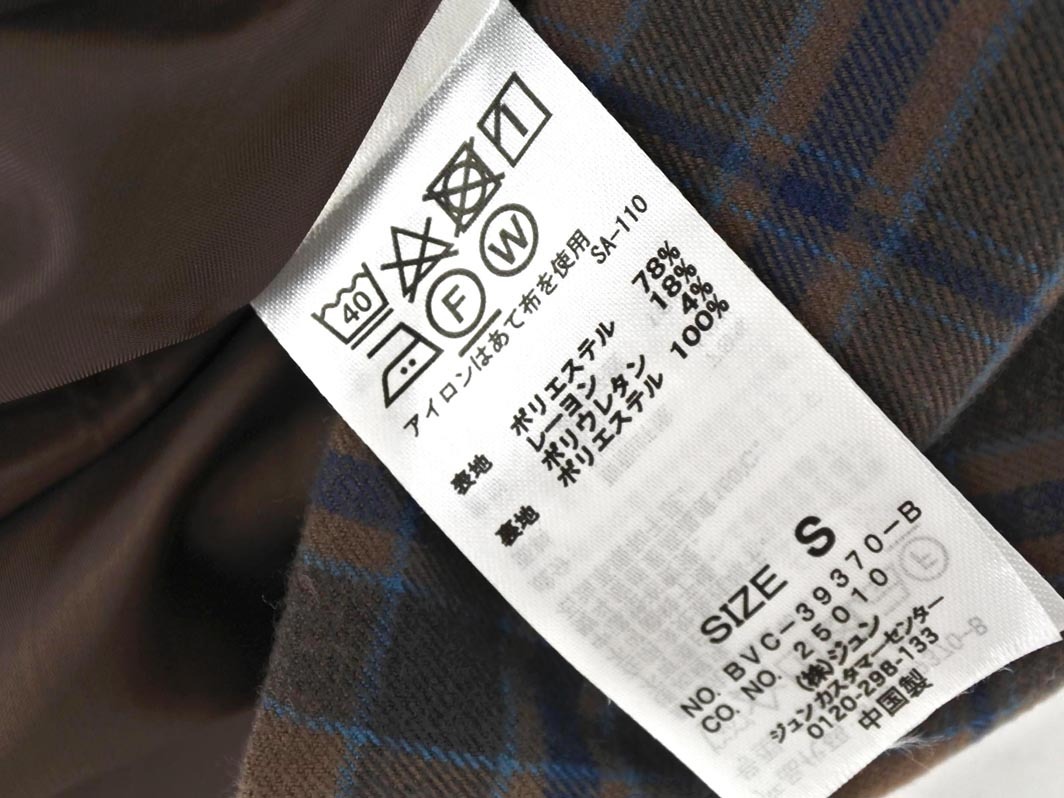 40
F
W
アイロンはあて布を使用
SA-110
表地 ポリエステル 78%
レーヨン 18%
ポリウレタン 4%
裏地 ポリエステル 100%
SIZE S
NO. BVC-39370-B
CO. NO. 25010
(株)ジュン
ジュン カスタマーセンター
0120-298-133
中国製